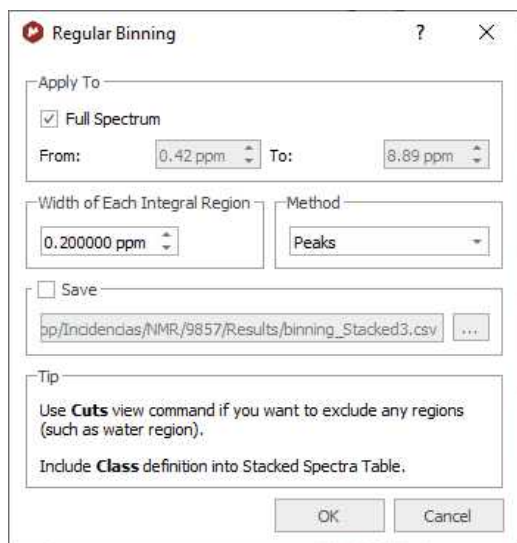 Regular Binning ? X
Apply To
Full Spectrum
From: 0.42 ppm To: 8.89 ppm
Width of Each Integral Region Method
0.200000 ppm Peaks
Save
op/Incidencias/NMR/9857/Results/binning_Stacked3.csv ...
Tip
Use Cuts view command if you want to exclude any regions
(such as water region).
Include Class definition into Stacked Spectra Table.
OK Cancel